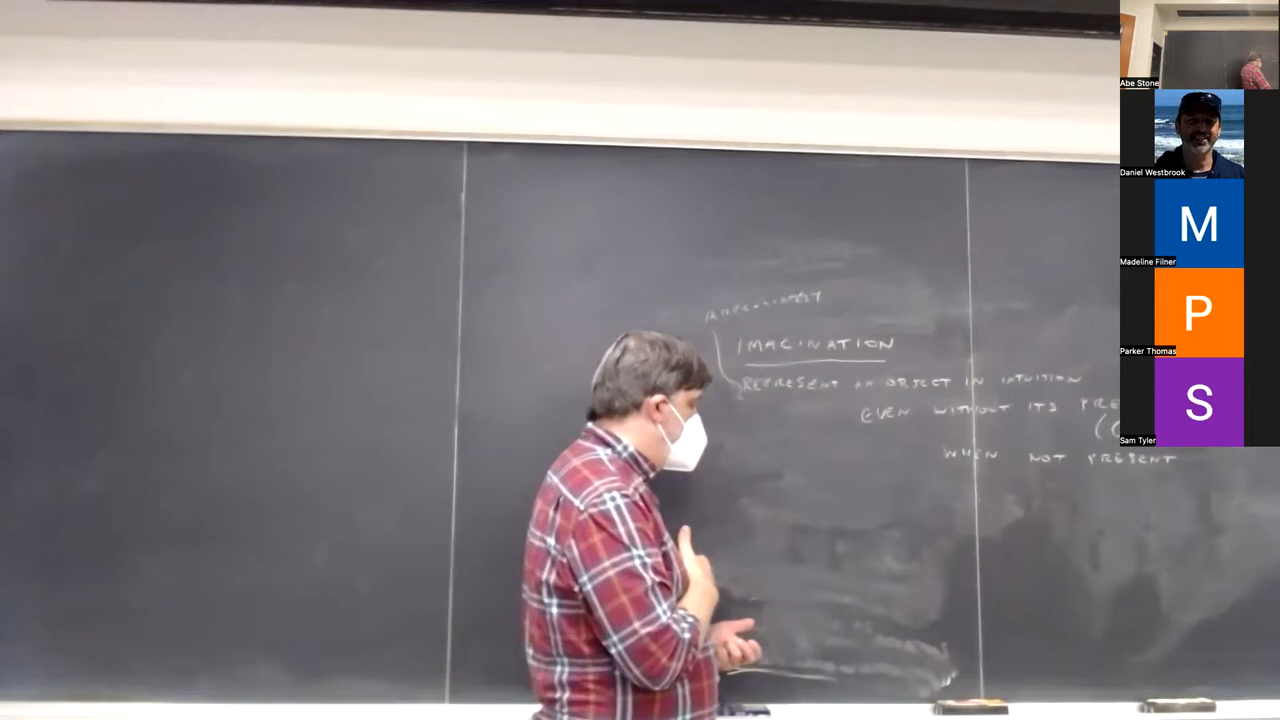 IMAGINATION
REPRESENT AN OBJECT IN INTUITION
EVEN WITHOUT ITS PRE
(
WHEN NOT PRESENT
Abe Stone
Daniel Westbrook
M
Madeline Filner
P
Parker Thomas
S
Sam Tyler